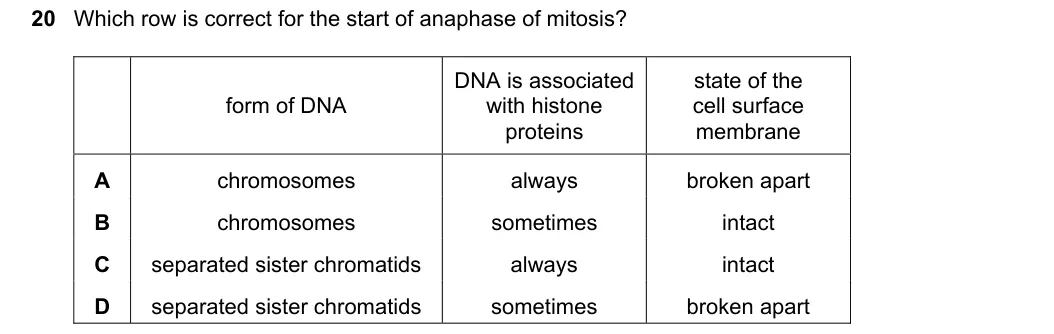 20 Which row is correct for the start of anaphase of mitosis?
form of DNA
DNA is associated with histone proteins
state of the cell surface membrane
A chromosomes always broken apart
B chromosomes sometimes intact
C separated sister chromatids always intact
D separated sister chromatids sometimes broken apart